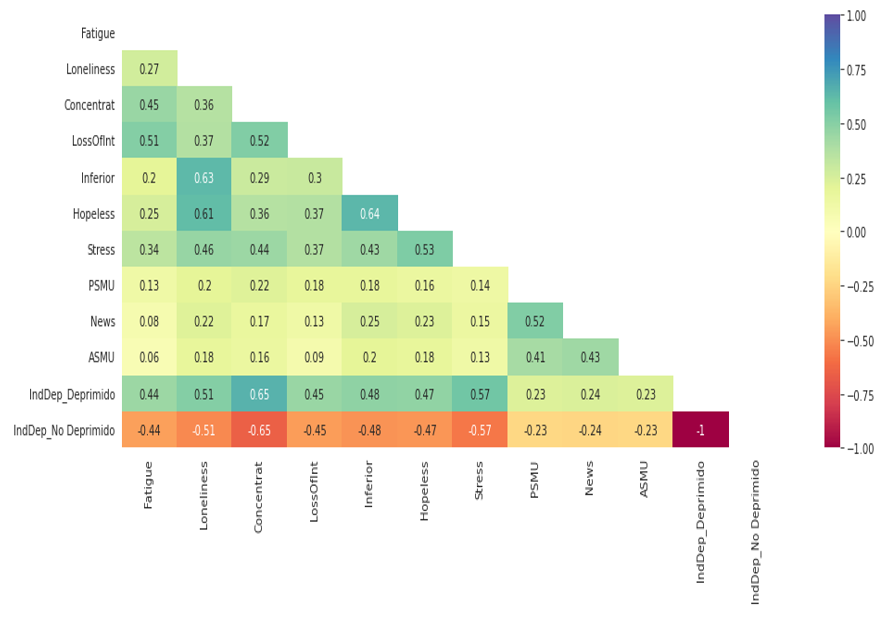 Fatigue
Loneliness 0.27
Concentrat 0.45 0.36
LossOfInt 0.51 0.37 0.52
Inferior 0.2 0.63 0.29 0.3
Hopeless 0.25 0.61 0.36 0.37 0.64
Stress 0.34 0.46 0.44 0.37 0.43 0.53
PSMU 0.13 0.2 0.22 0.18 0.18 0.16 0.14
News 0.08 0.22 0.17 0.13 0.25 0.23 0.15 0.52
ASMU 0.06 0.18 0.16 0.09 0.2 0.18 0.13 0.41 0.43
IndDep_Deprimido 0.44 0.51 0.65 0.45 0.48 0.47 0.57 0.23 0.24 0.23
IndDep_No Deprimido -0.44 -0.51 -0.65 -0.45 -0.48 -0.47 -0.57 -0.23 -0.24 -0.23 -1
Fatigue
Loneliness
Concentrat
LossOfInt
Inferior
Hopeless
Stress
PSMU
News
ASMU
IndDep_Deprimido
IndDep_No Deprimido
1.00
0.75
0.50
0.25
0.00
−0.25
−0.50
−0.75
−1.00